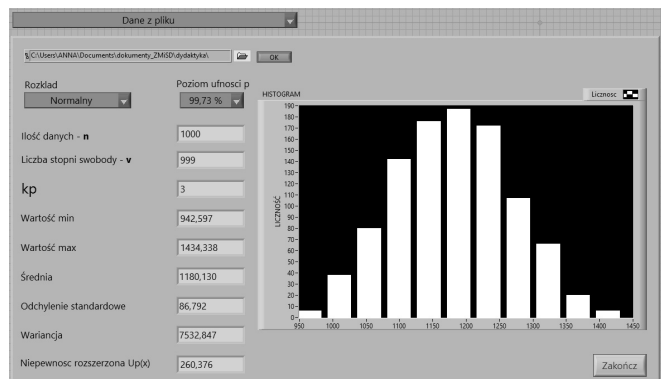 Dane z pliku
C:\Users\ANNA\Documents\dokumenty_ZMiSD\dydaktyka\
OK
Rozkład
Poziom ufnosci p
Normalny
99,73 %
HISTOGRAM
Licznosc
Ilość danych - n
1000
Liczba stopni swobody - v
999
kp
3
Wartość min
942,597
Wartość max
1434,338
Średnia
1180,130
Odchylenie standardowe
86,792
Wariancja
7532,847
Niepewnosc rozszerzona Up(x)
260,376
LICZNOŚĆ
190
180
170
160
150
140
130
120
110
100
90
80
70
60
50
40
30
20
10
0
950 1000 1050 1100 1150 1200 1250 1300 1350 1400 1450
Zakończ